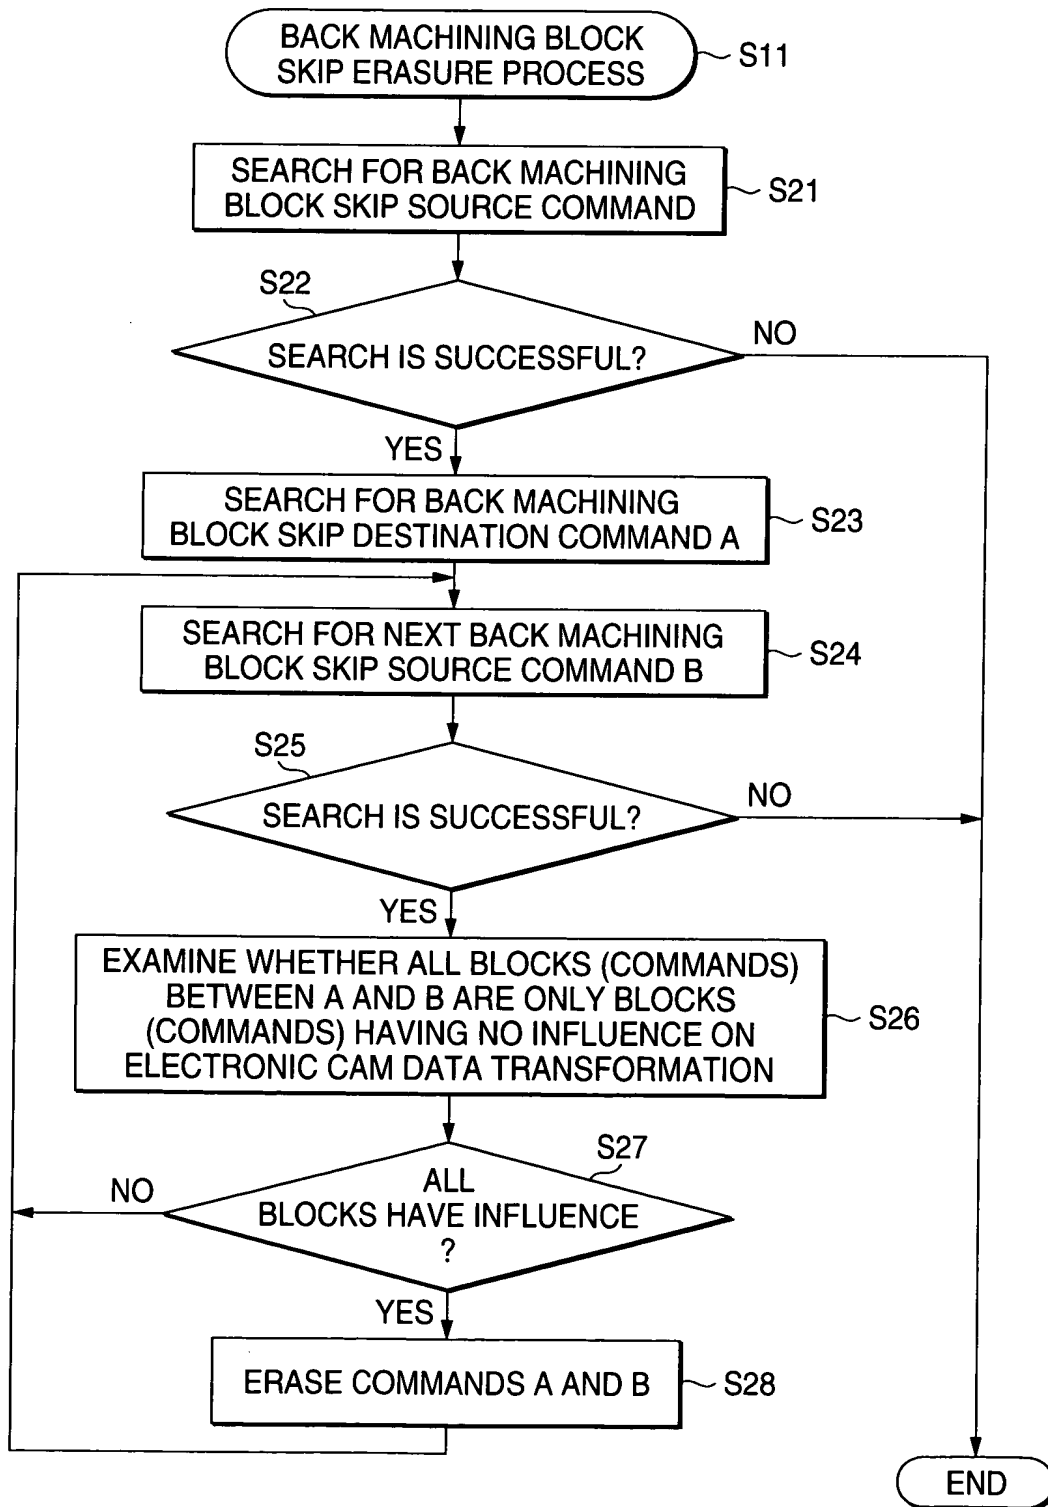 BACK MACHINING BLOCK
SKIP ERASURE PROCESS
S11
SEARCH FOR BACK MACHINING
BLOCK SKIP SOURCE COMMAND
S21
S22
SEARCH IS SUCCESSFUL?
NO
YES
SEARCH FOR BACK MACHINING
BLOCK SKIP DESTINATION COMMAND A
S23
SEARCH FOR NEXT BACK MACHINING
BLOCK SKIP SOURCE COMMAND B
S24
S25
SEARCH IS SUCCESSFUL?
NO
YES
EXAMINE WHETHER ALL BLOCKS (COMMANDS)
BETWEEN A AND B ARE ONLY BLOCKS
(COMMANDS) HAVING NO INFLUENCE ON
ELECTRONIC CAM DATA TRANSFORMATION
S26
S27
ALL
BLOCKS HAVE INFLUENCE
?
NO
YES
ERASE COMMANDS A AND B
S28
END